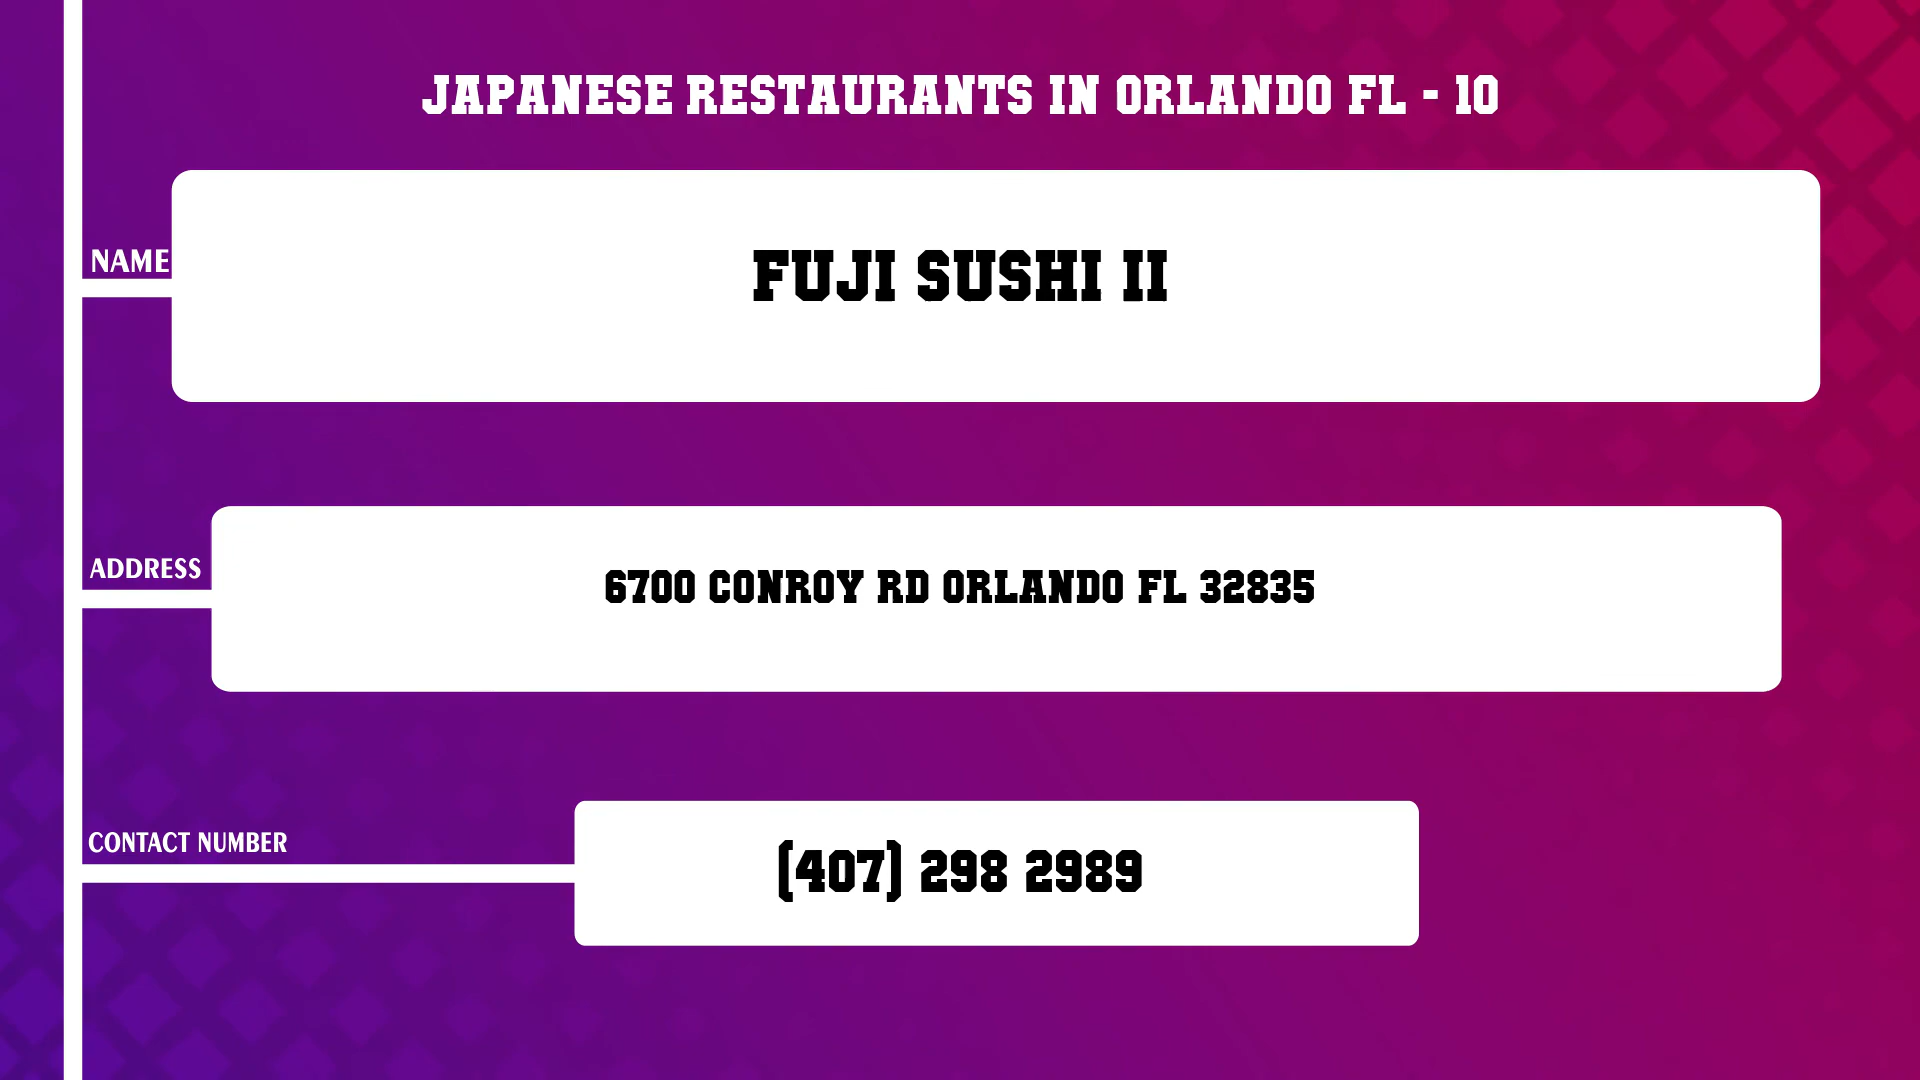 JAPANESE RESTAURANTS IN ORLANDO FL - 10
NAME
FUJI SUSHI II
ADDRESS
6700 CONROY RD ORLANDO FL 32835
CONTACT NUMBER
(407) 298 2989